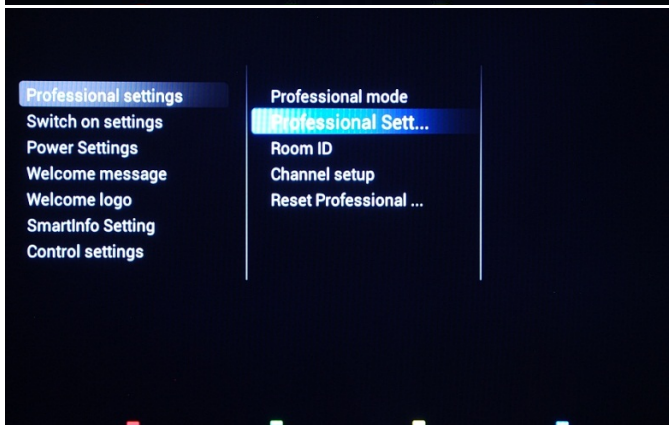 Professional settings
Switch on settings
Power Settings
Welcome message
Welcome logo
SmartInfo Setting
Control settings
Professional mode
Professional Sett...
Room ID
Channel setup
Reset Professional ...